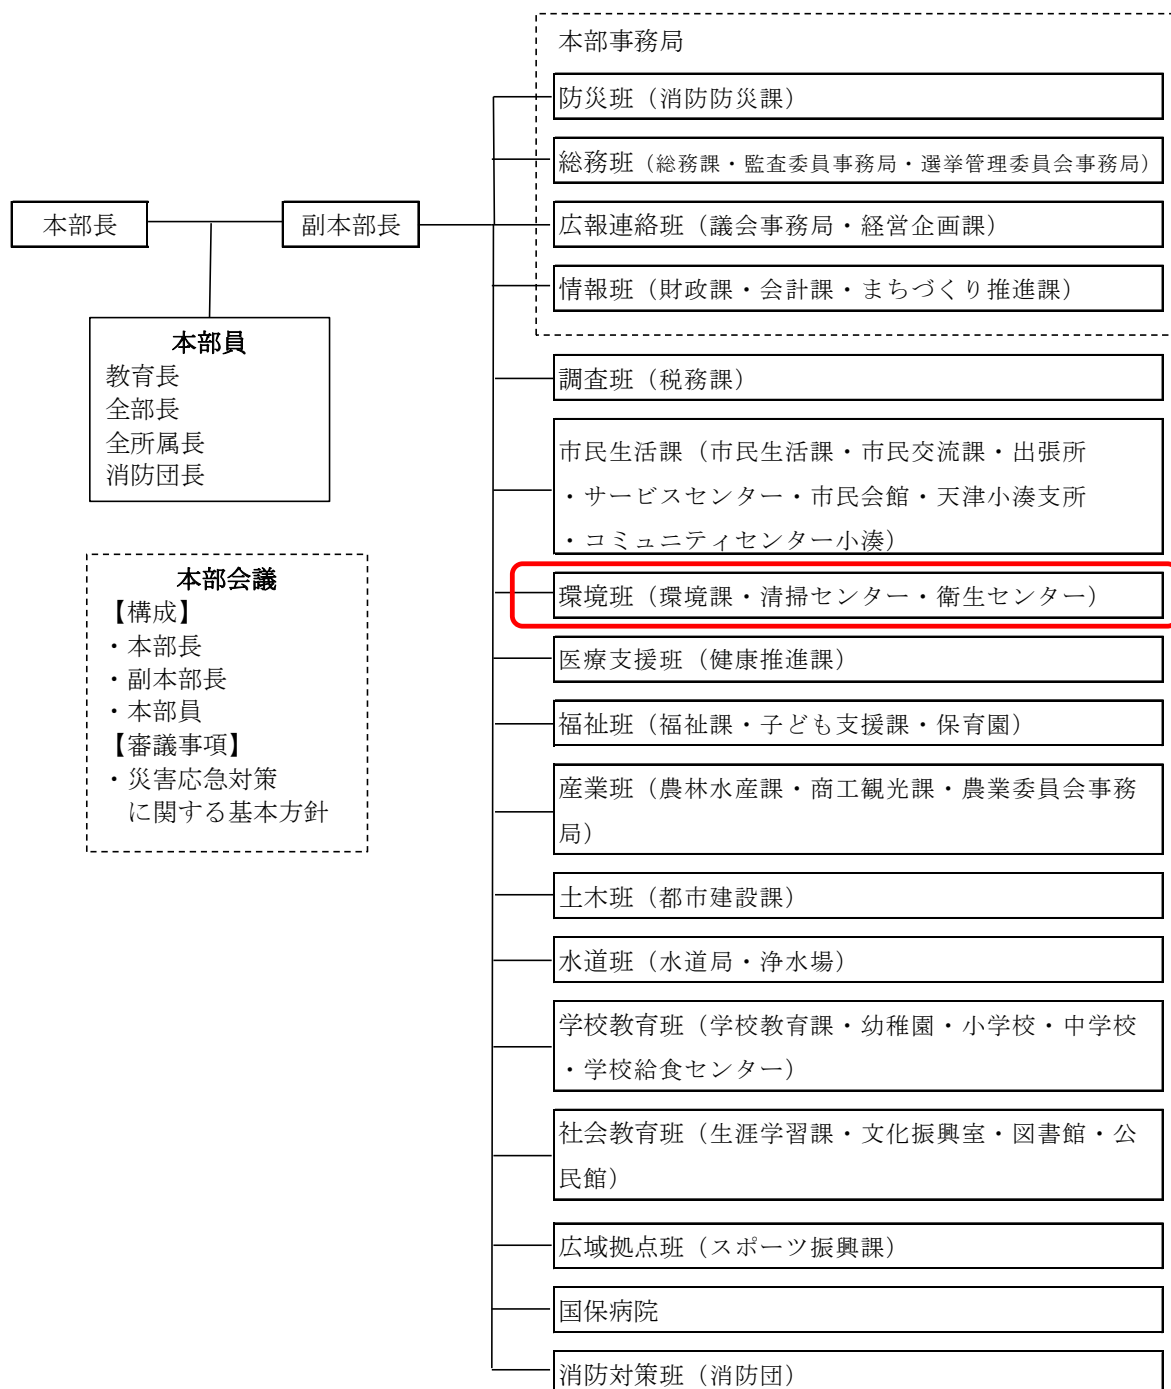 本部事務局
防災班（消防防災課）
総務班（総務課・監査委員事務局・選挙管理委員会事務局）
本部長
副本部長
広報連絡班（議会事務局・経営企画課）
情報班（財政課・会計課・まちづくり推進課）
本部員
教育長
全部長
全所属長
消防団長
調査班（税務課）
市民生活課（市民生活課・市民交流課・出張所
・サービスセンター・市民会館・天津小湊支所
・コミュニティセンター小湊）
本部会議
【構成】
・本部長
・副本部長
・本部員
【審議事項】
・災害応急対策
に関する基本方針
環境班（環境課・清掃センター・衛生センター）
医療支援班（健康推進課）
福祉班（福祉課・子ども支援課・保育園）
産業班（農林水産課・商工観光課・農業委員会事務
局）
土木班（都市建設課）
水道班（水道局・浄水場）
学校教育班（学校教育課・幼稚園・小学校・中学校
・学校給食センター）
社会教育班（生涯学習課・文化振興室・図書館・公
民館）
広域拠点班（スポーツ振興課）
国保病院
消防対策班（消防団）